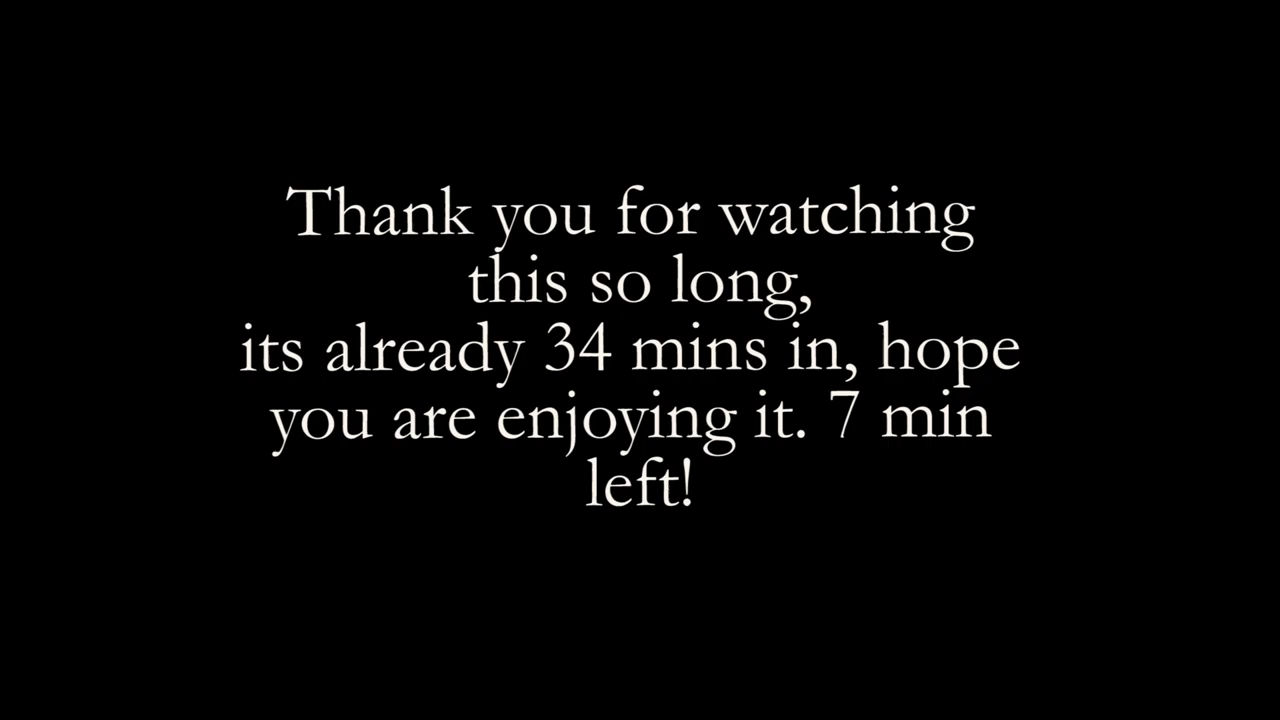 Thank you for watching
this so long,
its already 34 mins in, hope
you are enjoying it. 7 min
left!